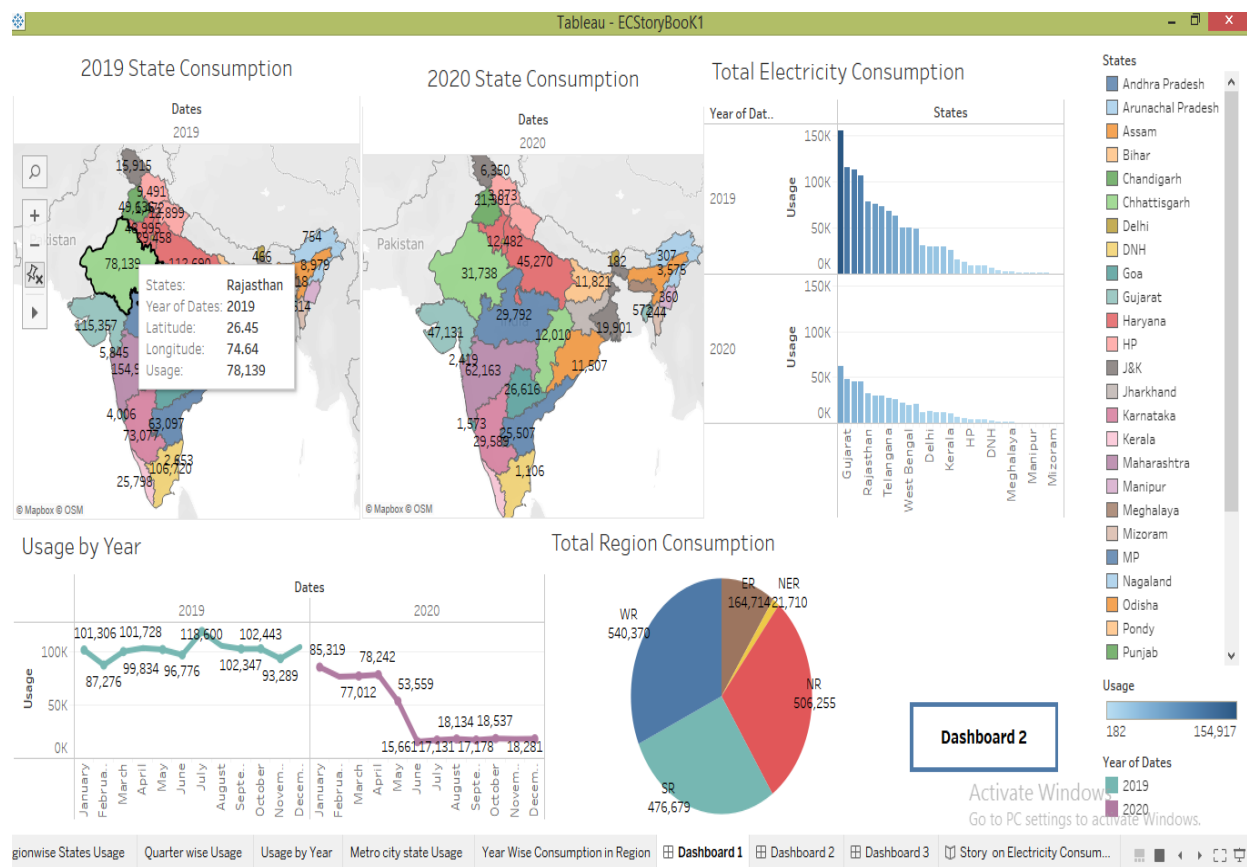 Tableau - ECStoryBooK1
2019 State Consumption
Dates
2019
15,915
9,491
22,899
29,458
78,139
466
754
8,979
115,357
5,845
4,006
73,077
63,097
2,653
106,720
25,798
States: Rajasthan
Year of Dates: 2019
Latitude: 26.45
Longitude: 74.64
Usage: 78,139
© Mapbox © OSM
2020 State Consumption
Dates
2020
Pakistan
6,350
3,873
12,482
45,270
31,738
182
307
3,575
11,821
360
29,792
47,131
12,010
19,901
2,419
62,163
11,507
26,616
1,573
29,589
25,507
1,106
© Mapbox © OSM
Total Electricity Consumption
Year of Dat..
States
2019
Usage
150K
100K
50K
0K
2020
Usage
100K
50K
0K
Gujarat
Rajasthan
Telangana
West Bengal
Delhi
Kerala
HP
DNH
Meghalaya
Manipur
Mizoram
Usage by Year
Dates
2019
2020
Usage
100K
50K
0K
101,306
87,276
99,834
101,728
96,776
118,600
102,347
102,443
93,289
85,319
77,012
78,242
53,559
15,661
17,131
18,134
17,178
18,537
18,281
January
Februa..
March
April
May
June
July
August
Septe..
October
Novem..
Decem..
January
Februa..
March
April
May
June
July
August
Septe..
October
Novem..
Decem..
Total Region Consumption
ER
164,714
NER
21,710
WR
540,370
NR
506,255
SR
476,679
Dashboard 2
States
Andhra Pradesh
Arunachal Pradesh
Assam
Bihar
Chandigarh
Chhattisgarh
Delhi
DNH
Goa
Gujarat
Haryana
HP
J&K
Jharkhand
Karnataka
Kerala
Maharashtra
Manipur
Meghalaya
Mizoram
MP
Nagaland
Odisha
Pondy
Punjab
Usage
182 154,917
Year of Dates
2019
2020
Activate Windows
Go to PC settings to activate Windows.
gionwise States Usage
Quarter wise Usage
Usage by Year
Metro city state Usage
Year Wise Consumption in Region
Dashboard 1
Dashboard 2
Dashboard 3
Story on Electricity Consum...